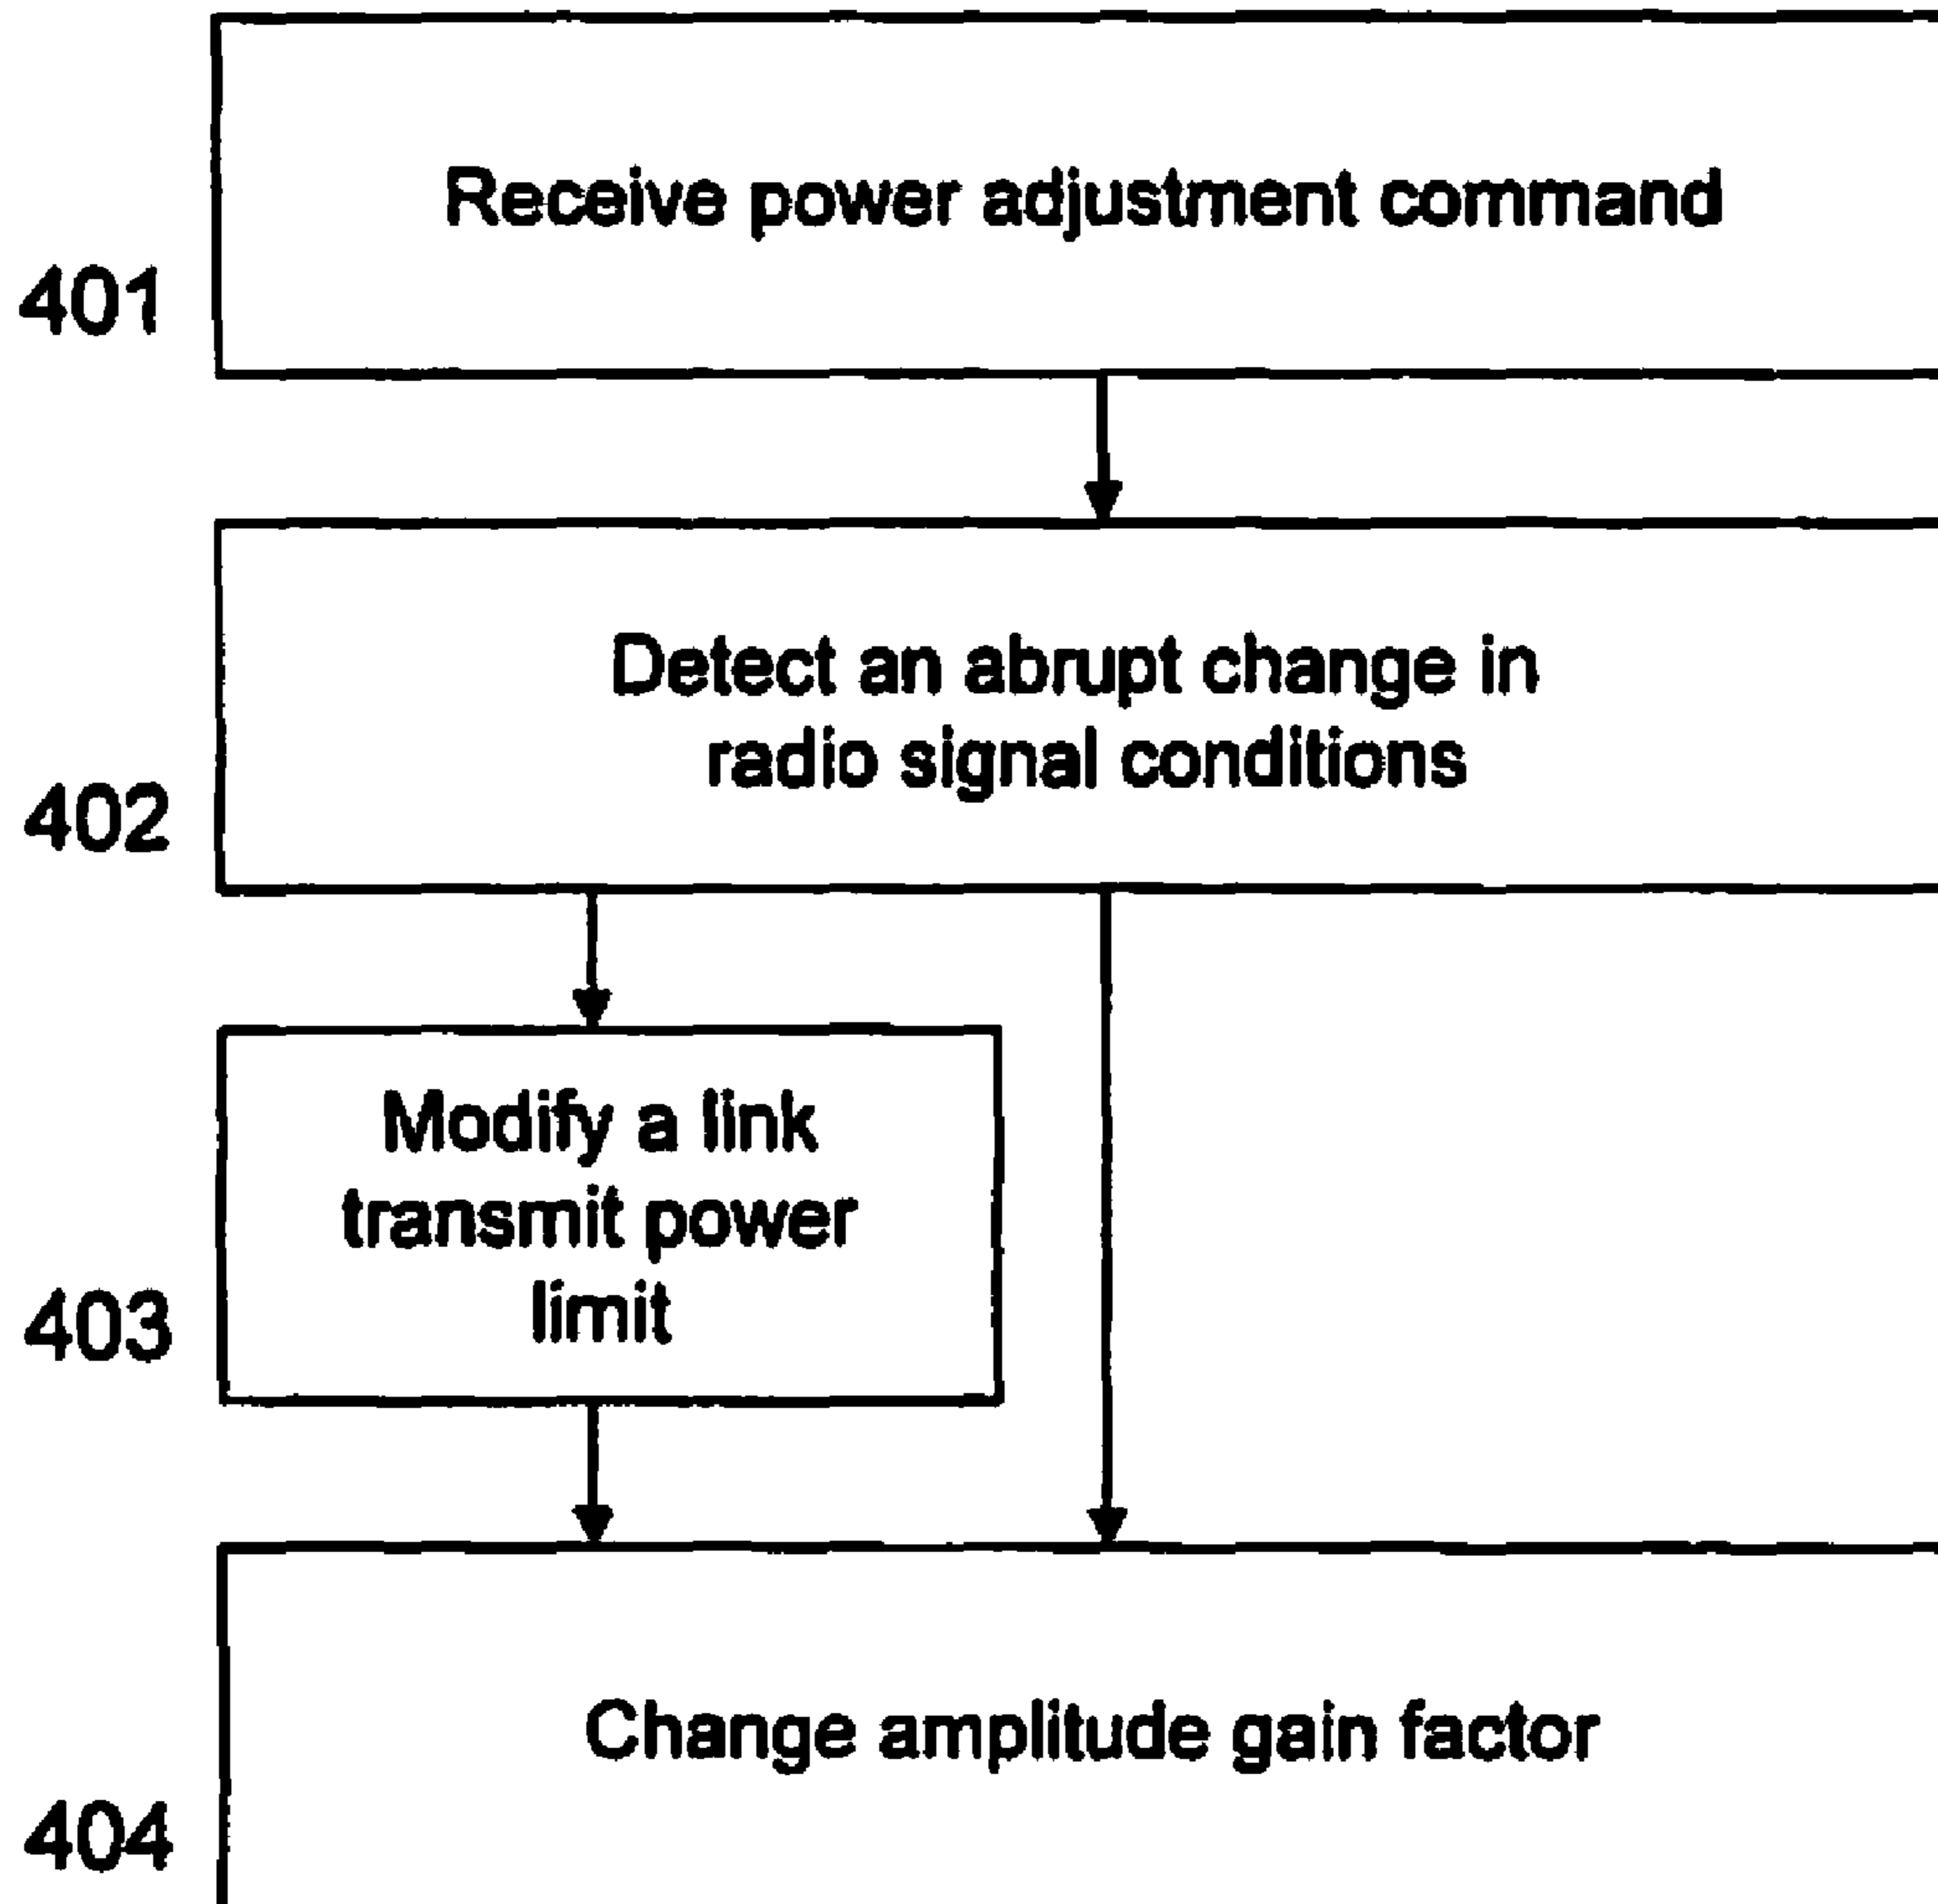 Receive power adjustment command
401
Detect an abrupt change in
radio signal conditions
402
Modify a link
transmit power
limit
403
Change amplitude gain factor
404